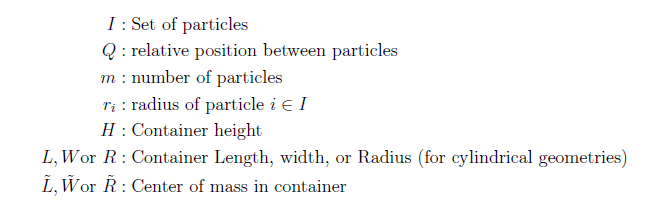 I : Set of particles
Q : relative position between particles
m : number of particles
rᵢ : radius of particle i ∈ I
H : Container height
L, W or R : Container Length, width, or Radius (for cylindrical geometries)
L̃, W̃ or R̃ : Center of mass in container